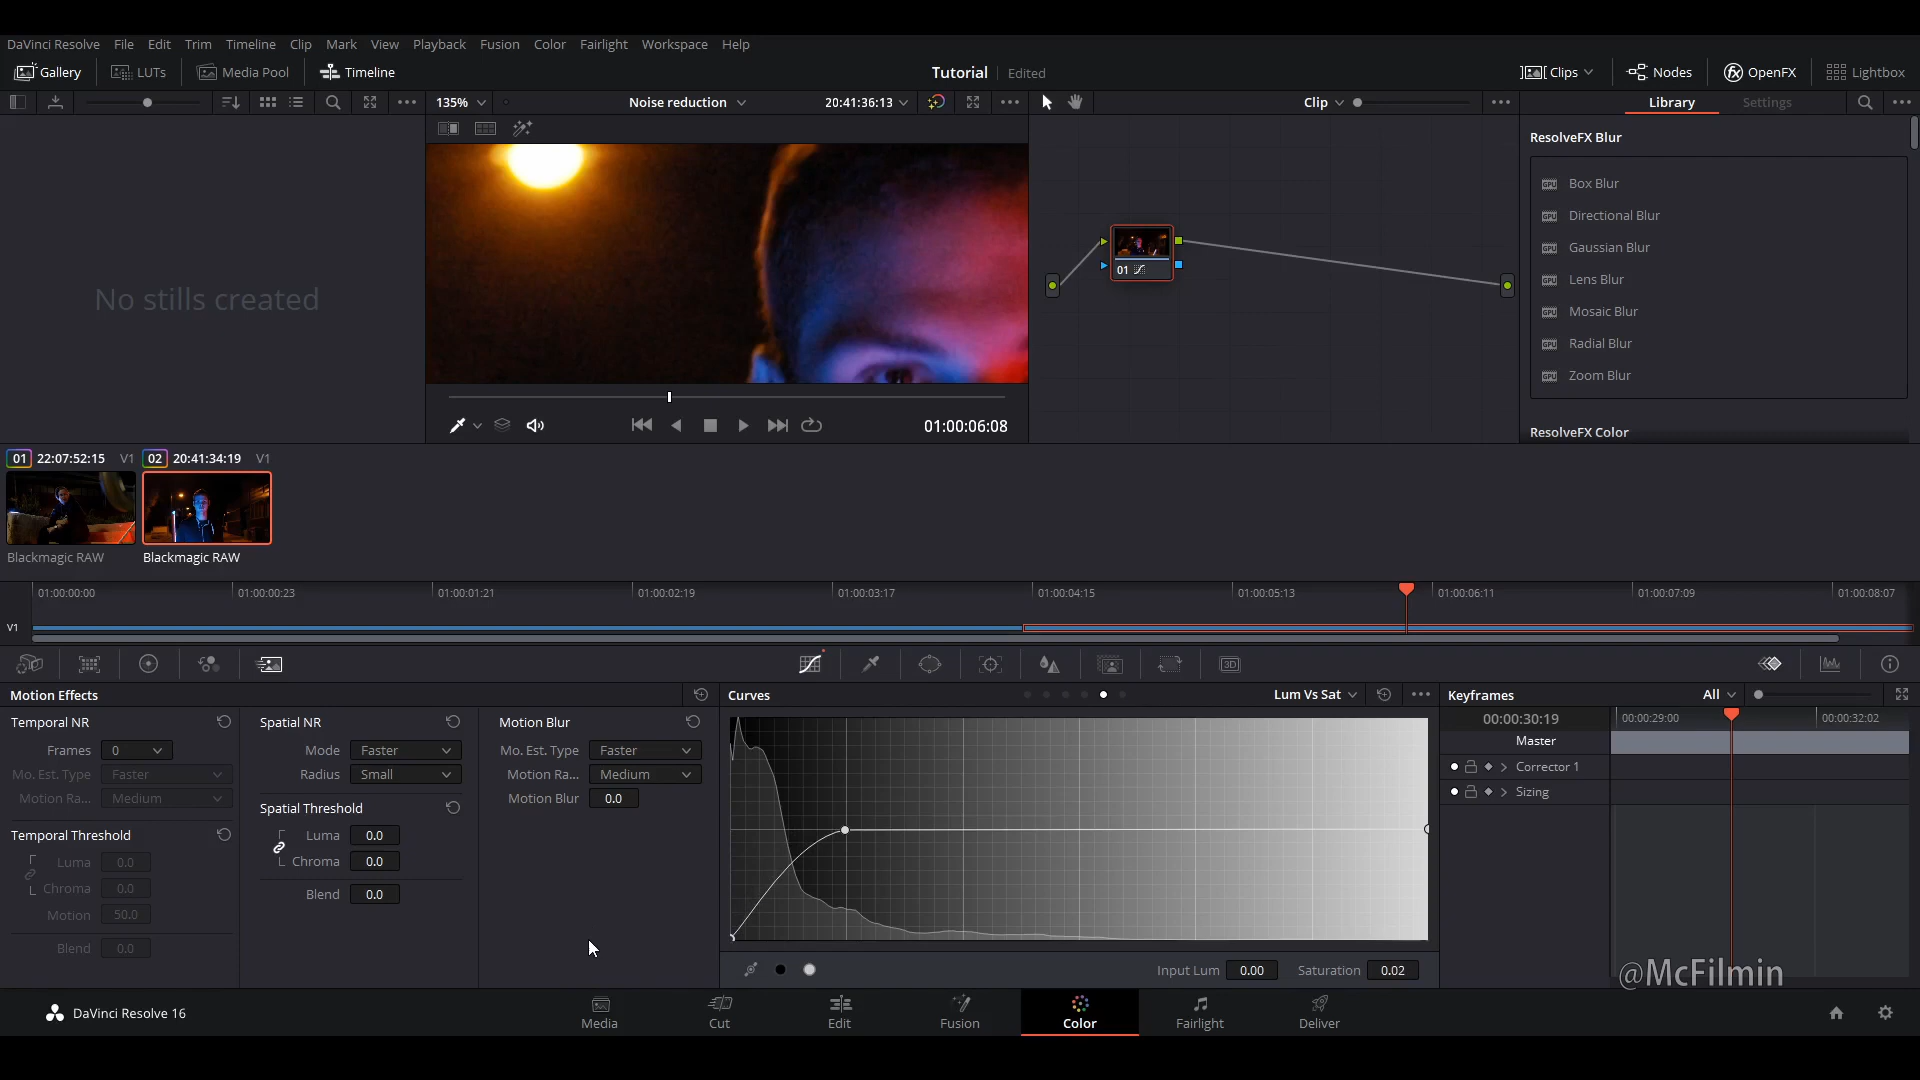 DaVinci Resolve File Edit Trim Timeline Clip Mark View Playback Fusion Color Fairlight Workspace Help
Gallery LUTs Media Pool Timeline Tutorial Edited Clips Nodes OpenFX Lightbox
135% Noise reduction 20:41:36:13 Clip Library Settings
ResolveFX Blur
Box Blur
Directional Blur
Gaussian Blur
Lens Blur
Mosaic Blur
Radial Blur
Zoom Blur
ResolveFX Color
No stills created
01
01:00:06:08
01 22:07:52:15 V1 02 20:41:34:19 V1
Blackmagic RAW Blackmagic RAW
01:00:00:00 01:00:00:23 01:00:01:21 01:00:02:19 01:00:03:17 01:00:04:15 01:00:05:13 01:00:06:11 01:00:07:09 01:00:08:07
V1
3D
Motion Effects
Temporal NR
Frames 0
Mo. Est. Type Faster
Motion Ra... Medium
Temporal Threshold
Luma 0.0
Chroma 0.0
Motion 50.0
Blend 0.0
Spatial NR
Mode Faster
Radius Small
Spatial Threshold
Luma 0.0
Chroma 0.0
Blend 0.0
Motion Blur
Mo. Est. Type Faster
Motion Ra... Medium
Motion Blur 0.0
Curves Lum Vs Sat
Input Lum 0.00 Saturation 0.02
Keyframes All
00:00:30:19 00:00:29:00 00:00:32:02
Master
Corrector 1
Sizing
@McFilmin
DaVinci Resolve 16 Media Cut Edit Fusion Color Fairlight Deliver